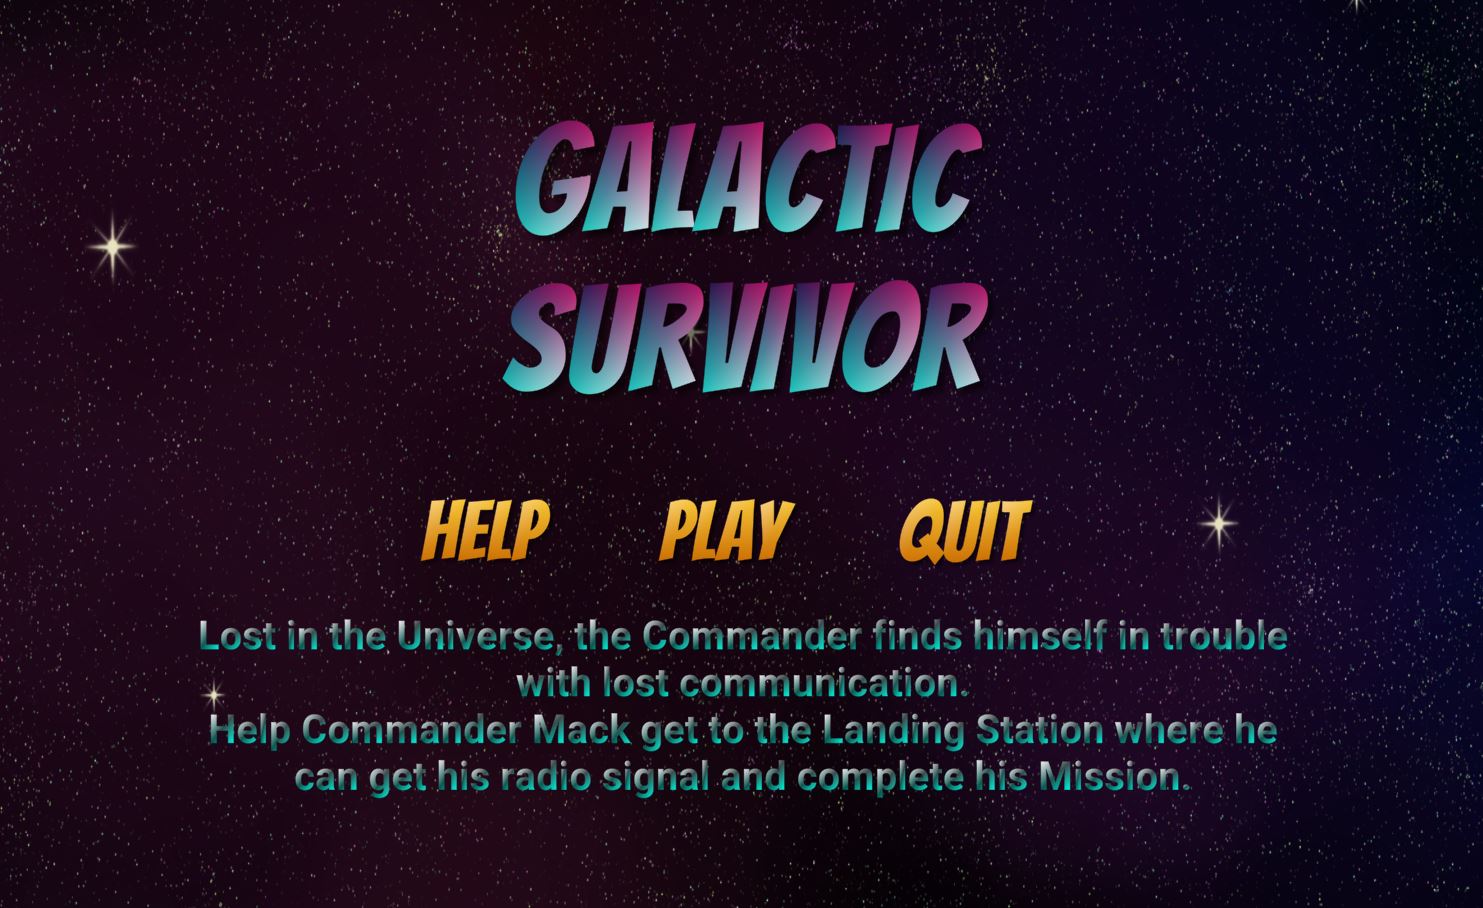 GALACTIC
SURVIVOR
HELP PLAY QUIT
Lost in the Universe, the Commander finds himself in trouble
with lost communication.
Help Commander Mack get to the Landing Station where he
can get his radio signal and complete his Mission.